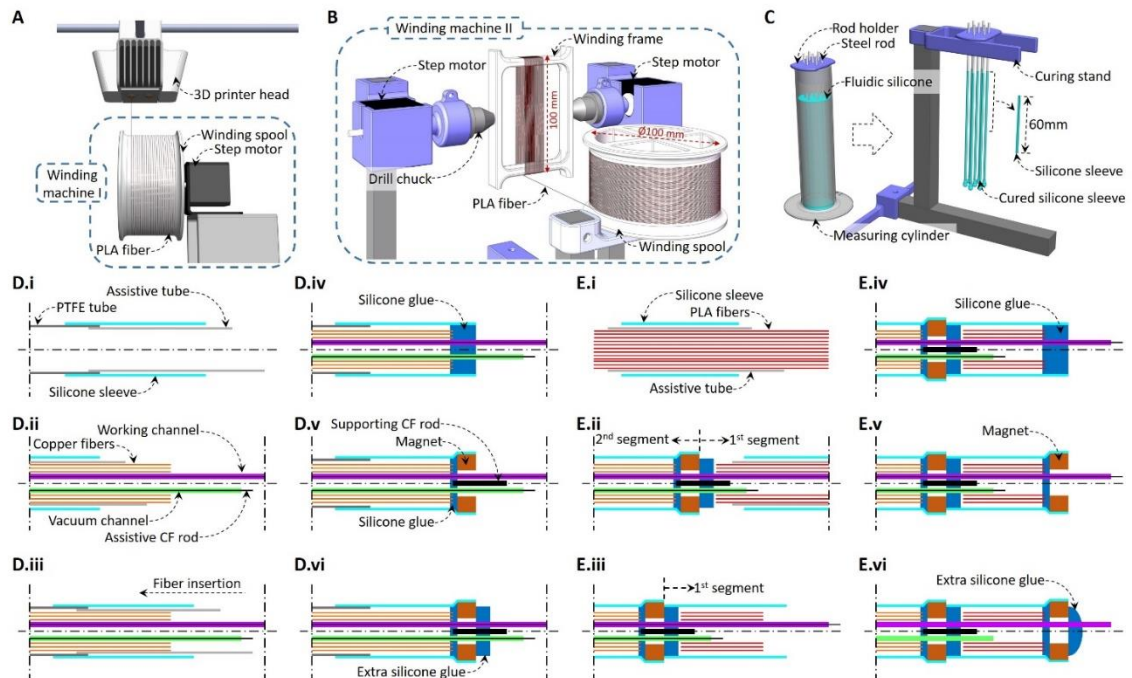 A
3D printer head
Winding spool
Step motor
Winding
machine I
PLA fiber
B
Winding machine II
Winding frame
Step motor
Step motor
100 mm
Ø100 mm
Drill chuck
PLA fiber
Winding spool
C
Rod holder
Steel rod
Fluidic silicone
Curing stand
60mm
Silicone sleeve
Cured silicone sleeve
Measuring cylinder
D.i
Assistive tube
PTFE tube
Silicone sleeve
D.iv
Silicone glue
E.i
Silicone sleeve
PLA fibers
Assistive tube
E.iv
Silicone glue
D.ii
Working channel
Copper fibers
Vacuum channel
Assistive CF rod
D.v
Supporting CF rod
Magnet
Silicone glue
E.ii
2nd segment
1st segment
E.v
Magnet
D.iii
Fiber insertion
D.vi
Extra silicone glue
E.iii
1st segment
E.vi
Extra silicone glue